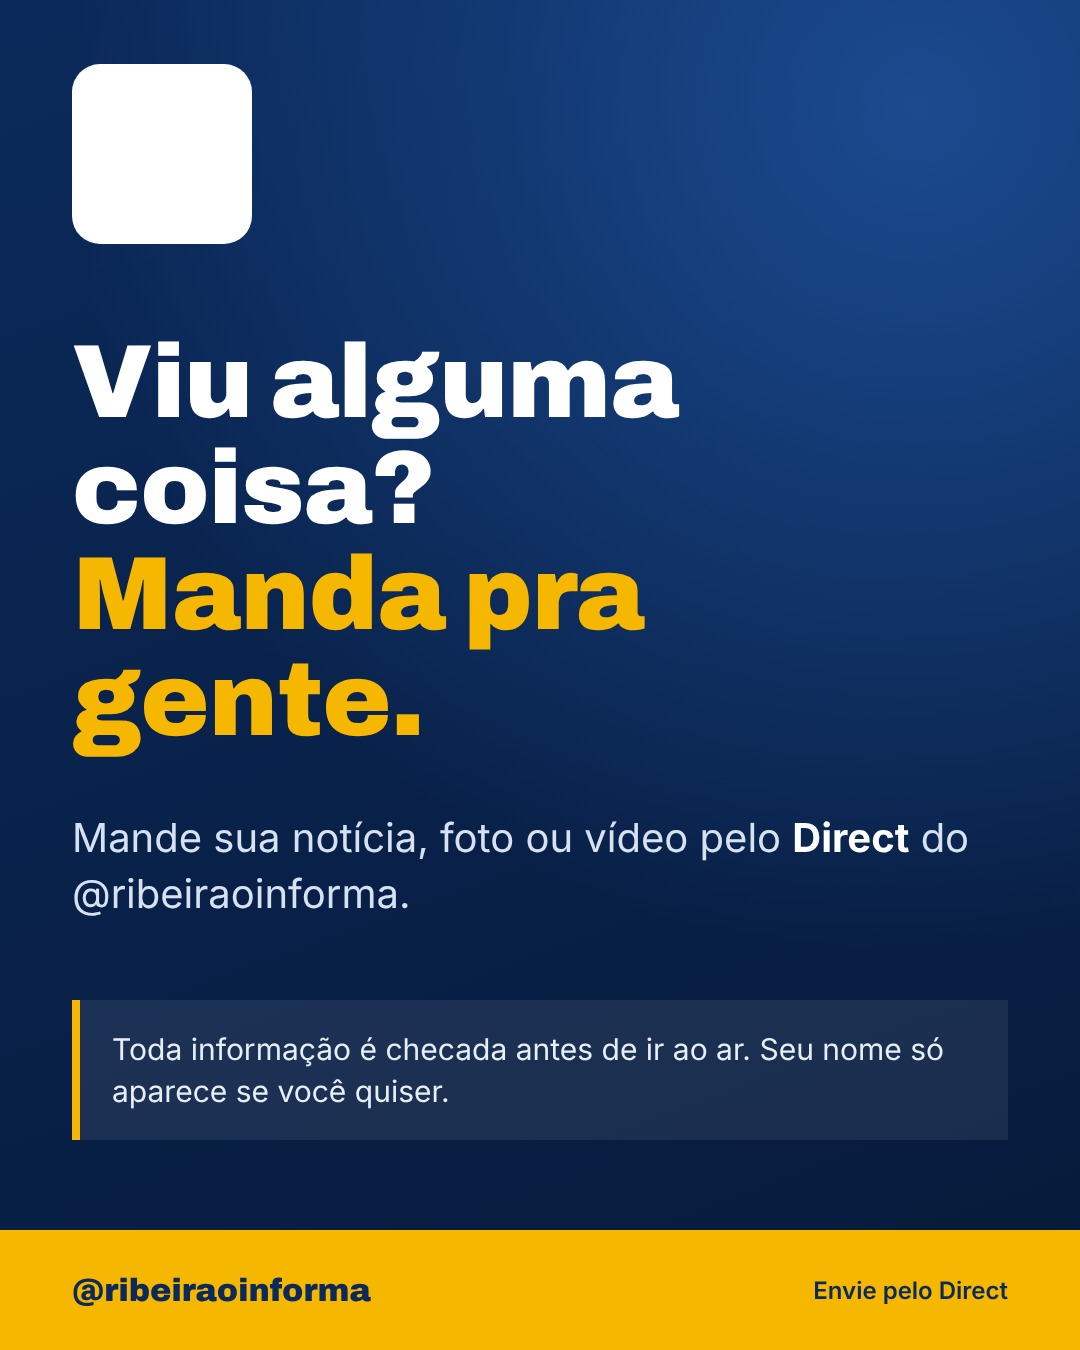 Viu alguma
coisa?
Manda pra
gente.
Mande sua notícia, foto ou vídeo pelo Direct do
@ribeiraoinforma.
Toda informação é checada antes de ir ao ar. Seu nome só
aparece se você quiser.
@ribeiraoinforma
Envie pelo Direct